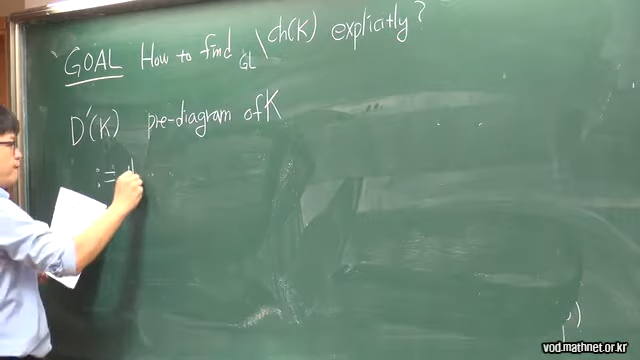 GOAL How to find GL\ch(K) explicitly?
D'(K) pre-diagram of K
:=
vod.mathnet.or.kr